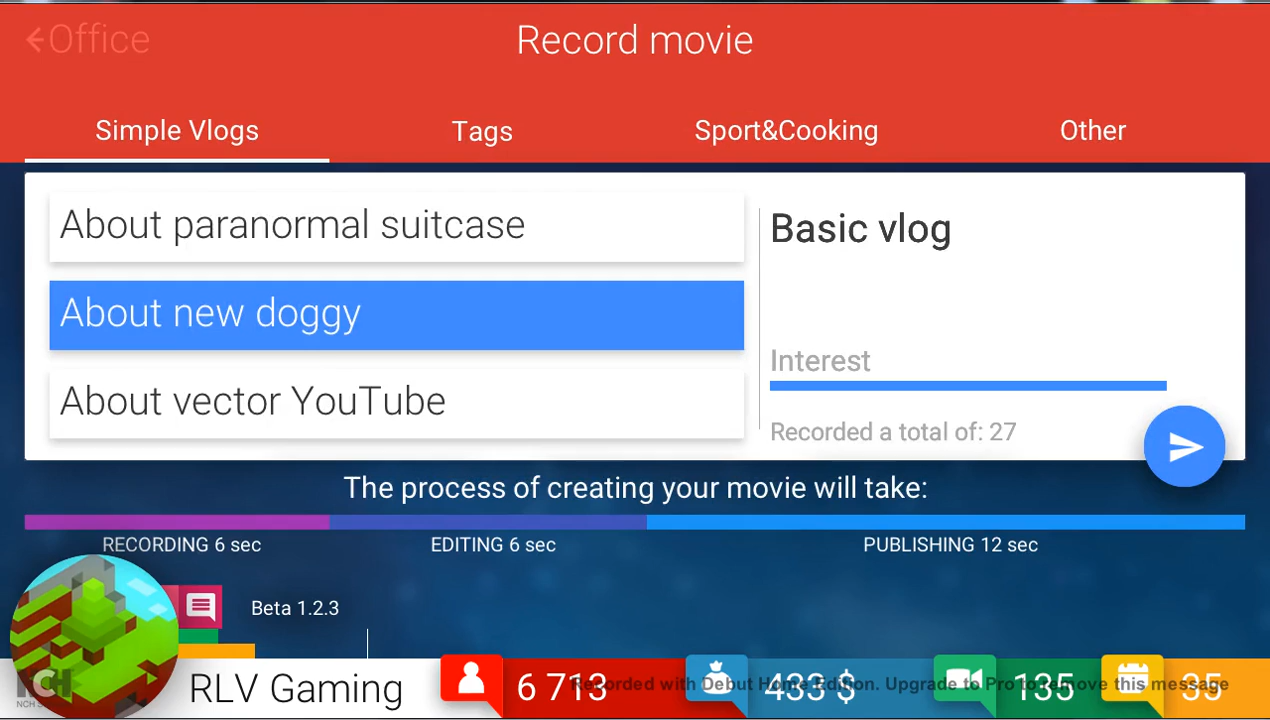 Office
Record movie
Simple Vlogs
Tags
Sport&Cooking
Other
About paranormal suitcase
About new doggy
About vector YouTube
Basic vlog
Interest
Recorded a total of: 27
The process of creating your movie will take:
RECORDING 6 sec
EDITING 6 sec
PUBLISHING 12 sec
Beta 1.2.3
NCH
RLV Gaming
6 713
433 $
135
35
Recorded with Debut Home Edition. Upgrade to Pro to remove this message